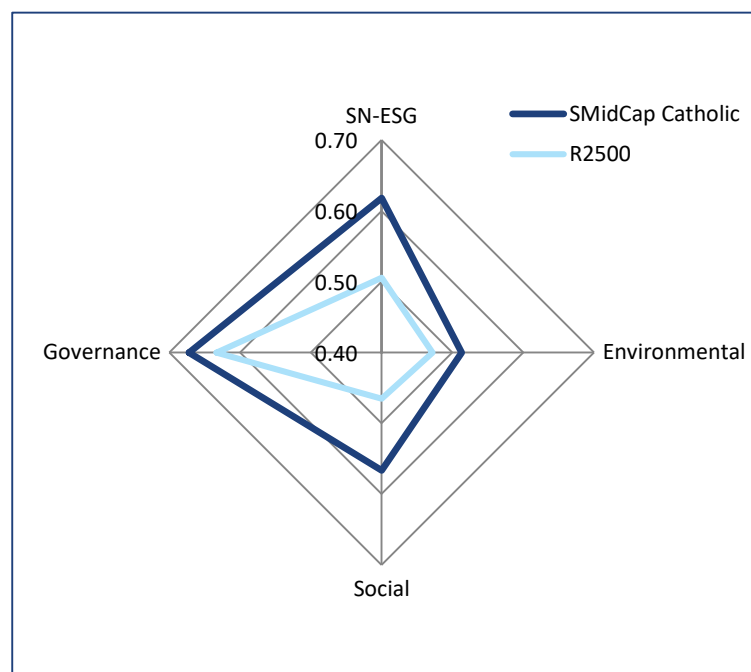 SN-ESG
SMidCap Catholic
R2500
0.70
0.60
0.50
0.40
Governance
Environmental
Social